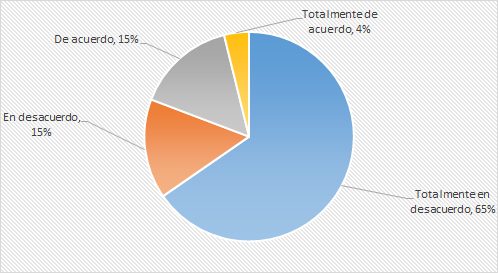 Totalmente de
acuerdo, 4%
De acuerdo, 15%
En desacuerdo,
15%
Totalmente en
desacuerdo, 65%